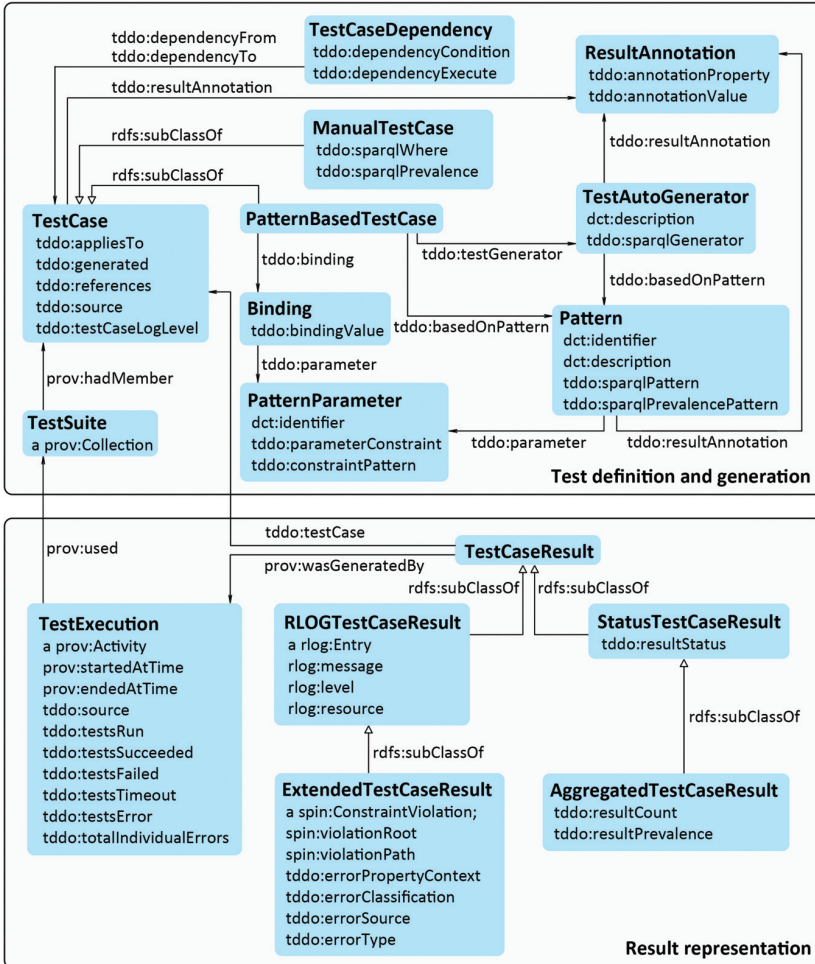 TestCaseDependency
tddo:dependencyCondition
tddo:dependencyExecute
tddo:dependencyFrom
tddo:dependencyTo
tddo:resultAnnotation
ResultAnnotation
tddo:annotationProperty
tddo:annotationValue
rdfs:subClassOf
ManualTestCase
tddo:sparqlWhere
tddo:sparqlPrevalence
tddo:resultAnnotation
rdfs:subClassOf
TestCase
tddo:appliesTo
tddo:generated
tddo:references
tddo:source
tddo:testCaseLogLevel
PatternBasedTestCase
TestAutoGenerator
dct:description
tddo:sparqlGenerator
tddo:testGenerator
tddo:binding
tddo:basedOnPattern
Binding
tddo:bindingValue
tddo:basedOnPattern
Pattern
dct:identifier
dct:description
tddo:sparqlPattern
tddo:sparqlPrevalencePattern
tddo:parameter
prov:hadMember
PatternParameter
dct:identifier
tddo:parameterConstraint
tddo:constraintPattern
TestSuite
a prov:Collection
tddo:parameter
tddo:resultAnnotation
Test definition and generation
tddo:testCase
prov:used
TestCaseResult
prov:wasGeneratedBy
rdfs:subClassOf
rdfs:subClassOf
TestExecution
a prov:Activity
prov:startedAtTime
prov:endedAtTime
tddo:source
tddo:testsRun
tddo:testsSucceeded
tddo:testsFailed
tddo:testsTimeout
tddo:testsError
tddo:totalIndividualErrors
RLOGTestCaseResult
a rlog:Entry
rlog:message
rlog:level
rlog:resource
StatusTestCaseResult
tddo:resultStatus
rdfs:subClassOf
rdfs:subClassOf
ExtendedTestCaseResult
a spin:ConstraintViolation;
spin:violationRoot
spin:violationPath
tddo:errorPropertyContext
tddo:errorClassification
tddo:errorSource
tddo:errorType
AggregatedTestCaseResult
tddo:resultCount
tddo:resultPrevalence
Result representation